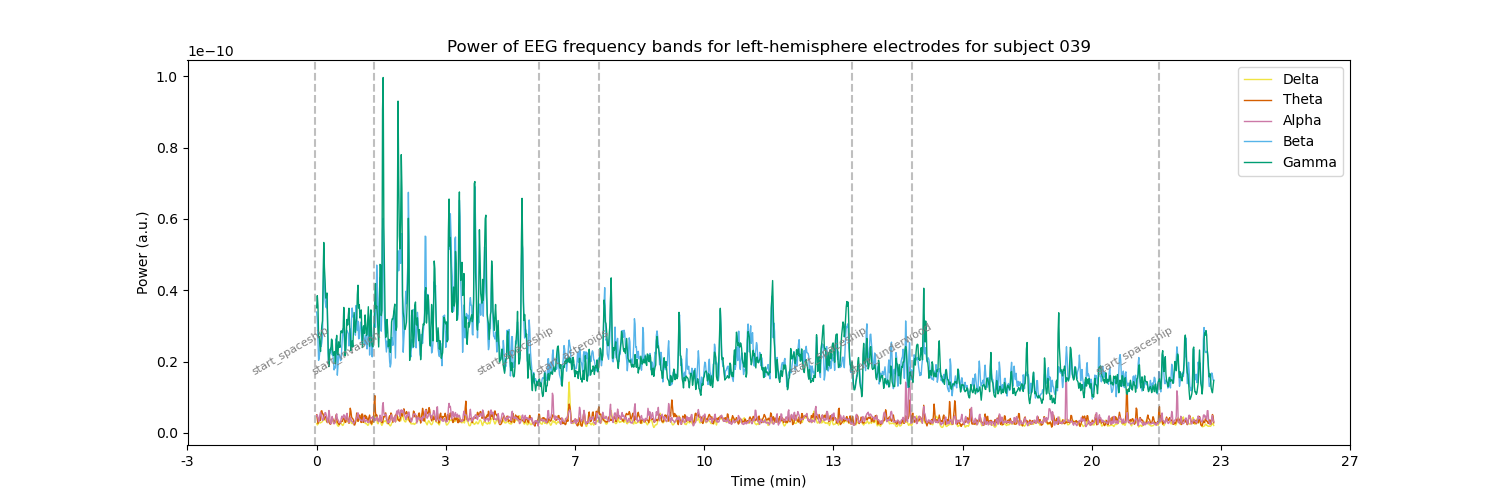 Power of EEG frequency bands for left-hemisphere electrodes for subject 039
1e−10
Delta
Theta
Alpha
Beta
Gamma
1.0
0.8
0.6
0.4
0.2
0.0
Power (a.u.)
start_spaceship
start_spaceship
start_spaceship
start_spaceship
-3 0 3 7 10 13 17 20 23 27
Time (min)